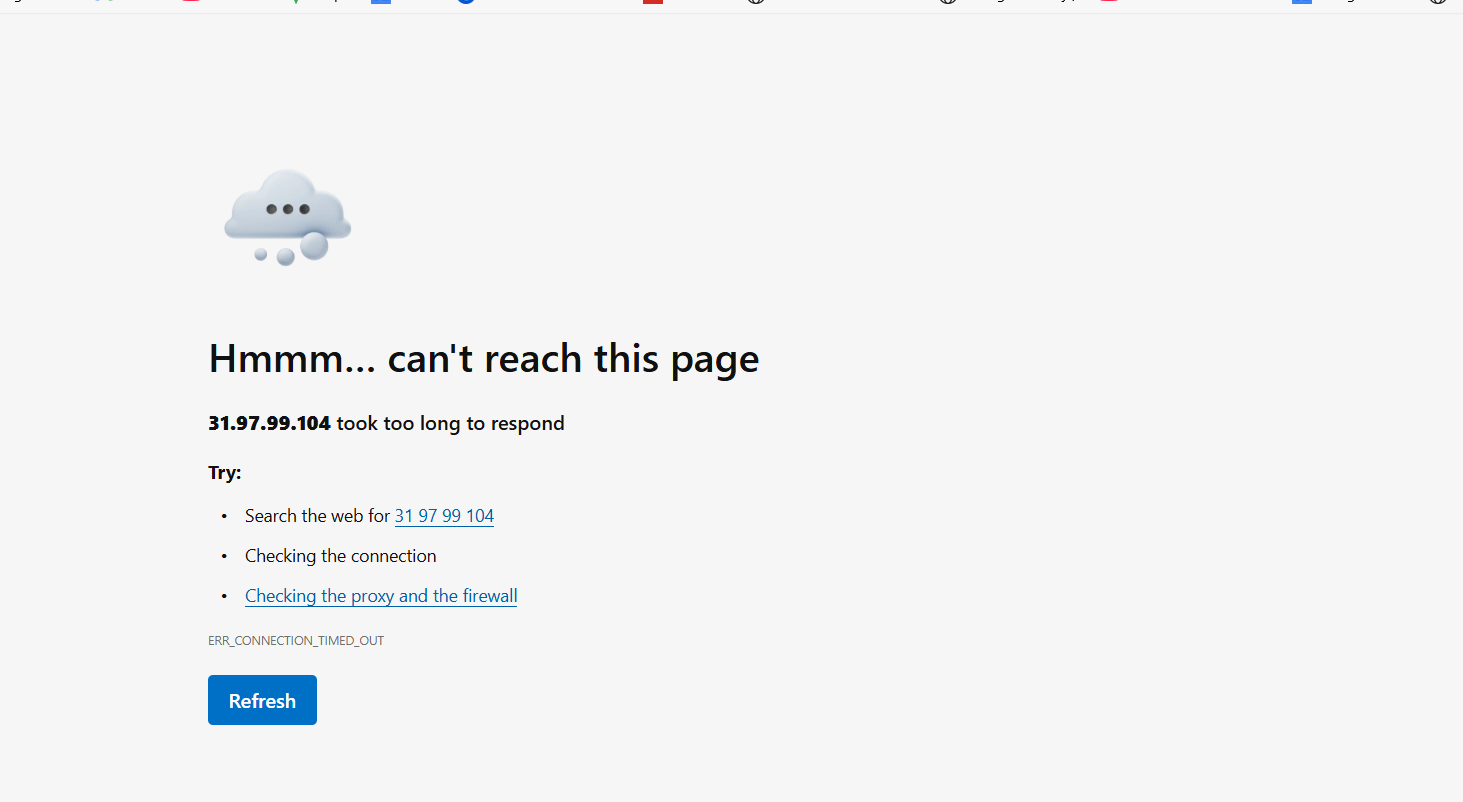 Hmmm... can't reach this page
31.97.99.104 took too long to respond
Try:
• Search the web for 31 97 99 104
• Checking the connection
• Checking the proxy and the firewall
ERR_CONNECTION_TIMED_OUT
Refresh